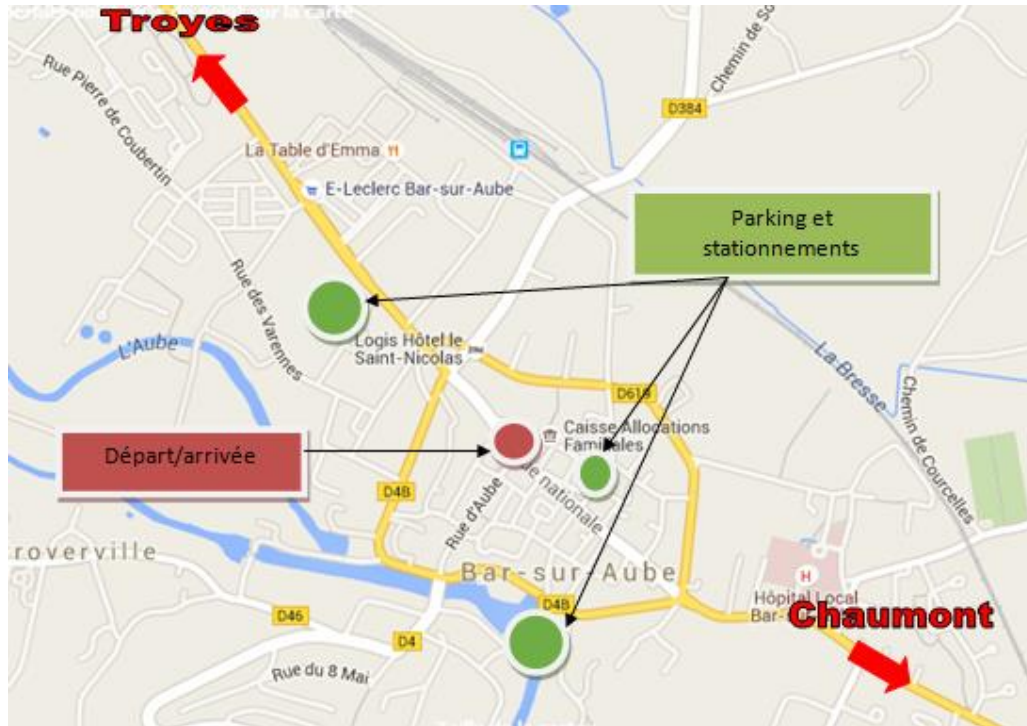 Troyes
Chemin de So
Rue Pierre de Coubertin
D384
La Table d'Emma
E-Leclerc Bar-sur-Aube
Parking et
stationnements
Rue des Varennes
L'Aube
Logis Hôtel le
Saint-Nicolas
La Bresse
D619
Chemin de Courcelles
Départ/arrivée
Caisse Allocations
Familiales
D4B
Rue d'Aube
nationale
roverville
Bar-sur-Aube
H
Hôpital Local
Bar-
D4B
Chaumont
D46
D4
Rue du 8 Mai